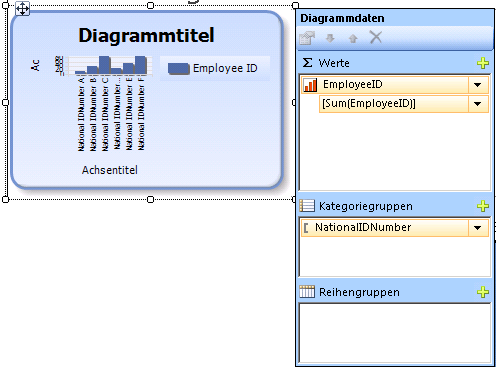 Diagrammtitel
Ac
Employee ID
National IDNumber A
National IDNumber B
National IDNumber C
National IDNumber...
National IDNumber E
National IDNumber F
Achsentitel
Diagrammdaten
Σ Werte
EmployeeID
[Sum(EmployeeID)]
Kategoriegruppen
NationalIDNumber
Reihengruppen